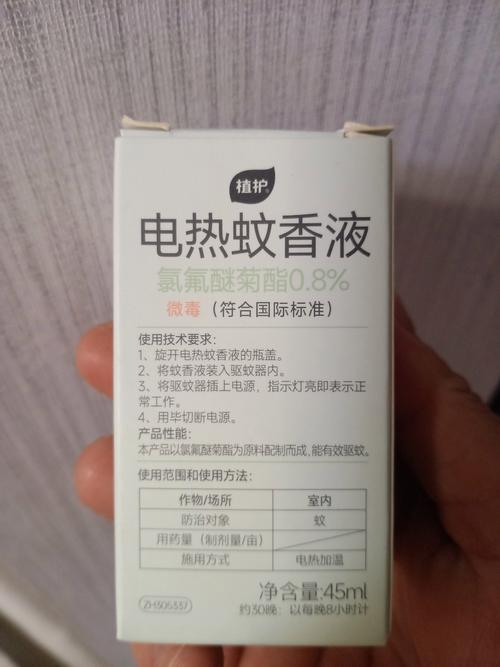 植护
电热蚊香液
氯氟醚菊酯0.8%
微毒（符合国际标准）
使用技术要求：
1、旋开电热蚊香液的瓶盖。
2、将蚊香液装入驱蚊器内。
3、将驱蚊器插上电源，指示灯亮即表示正
常工作。
4、用毕切断电源。
产品性能：
本产品以氯氟醚菊酯为原料配制而成,能有效驱蚊。
使用范围和使用方法：
作物/场所 室内
防治对象 蚊
用药量（制剂量/亩）
施用方式 电热加温
净含量:45ml
ZH305337 约30晚：以每晚8小时计